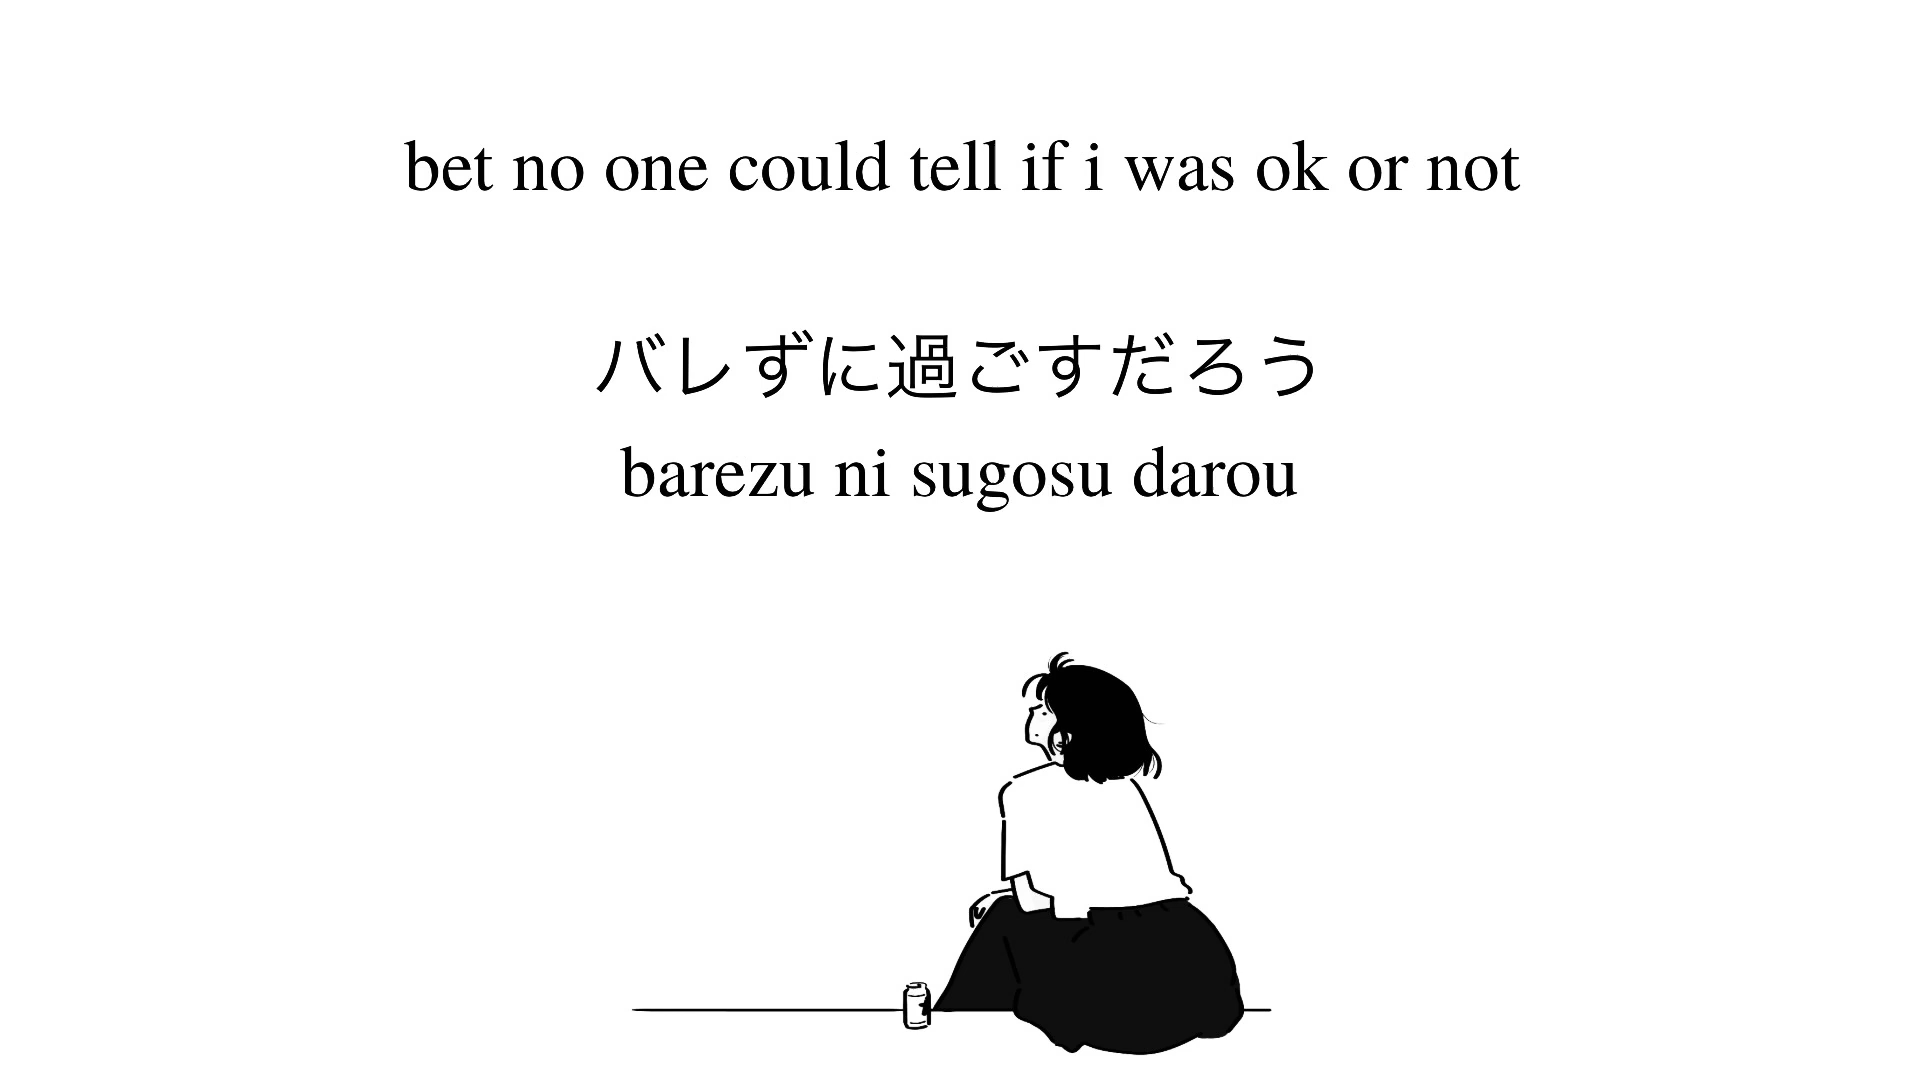 bet no one could tell if i was ok or not
バレずに過ごすだろう
barezu ni sugosu darou